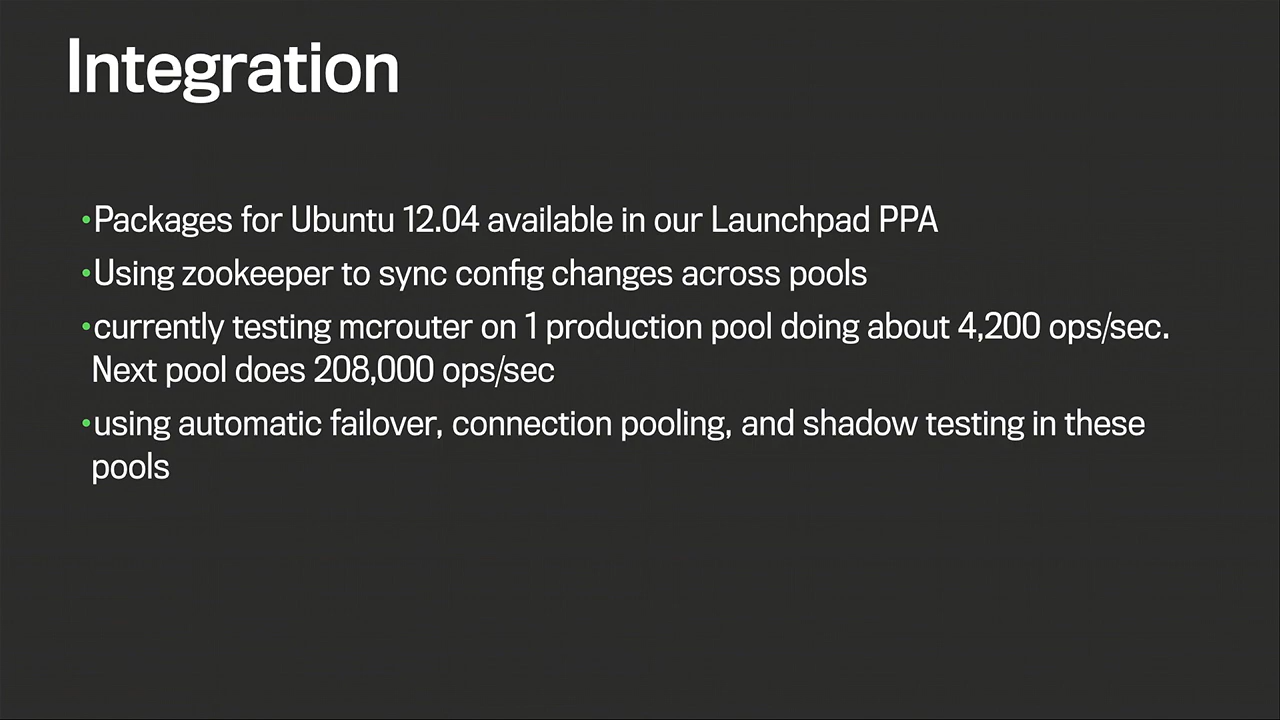 Integration
•Packages for Ubuntu 12.04 available in our Launchpad PPA
•Using zookeeper to sync config changes across pools
•currently testing mcrouter on 1 production pool doing about 4,200 ops/sec.
Next pool does 208,000 ops/sec
•using automatic failover, connection pooling, and shadow testing in these
pools